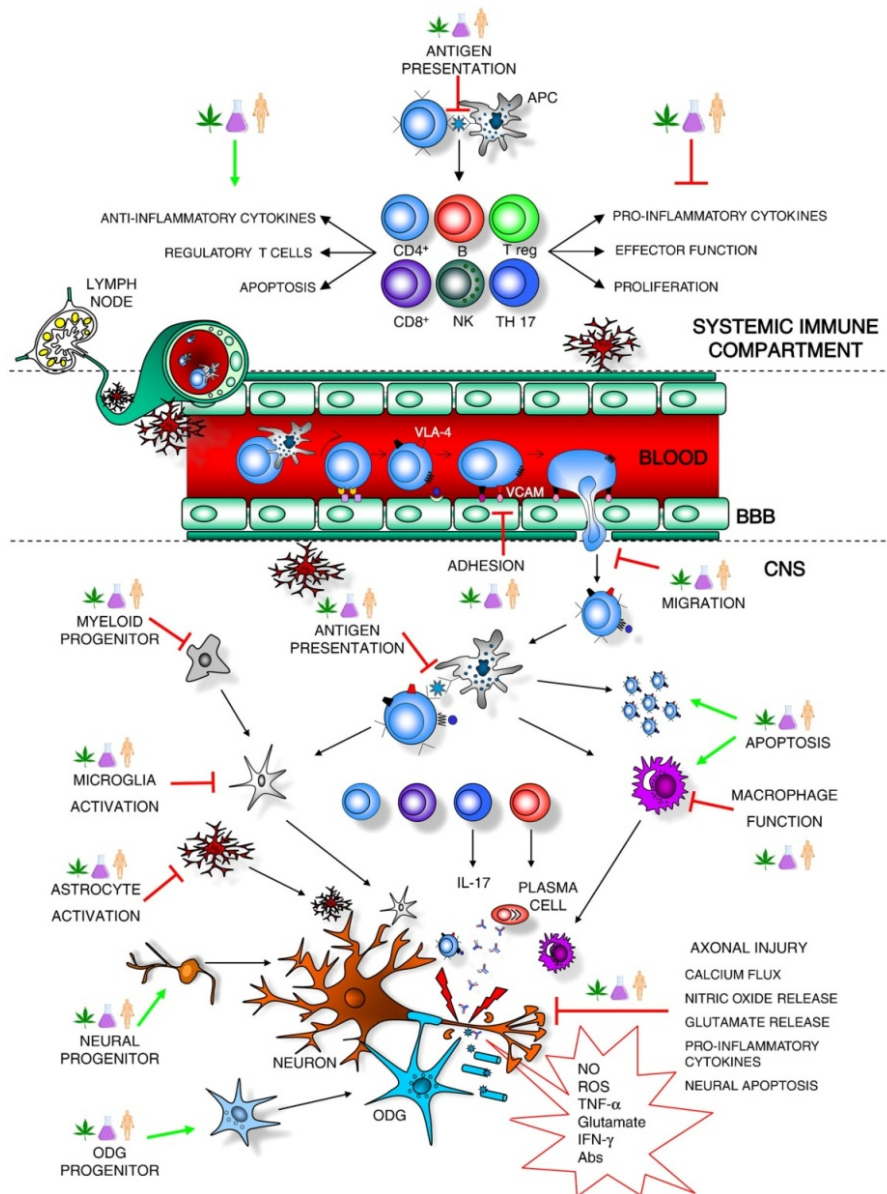 ANTIGEN
PRESENTATION
APC
ANTI-INFLAMMATORY CYTOKINES
REGULATORY T CELLS
APOPTOSIS
CD4+
B
T reg
CD8+
NK
TH 17
PRO-INFLAMMATORY CYTOKINES
EFFECTOR FUNCTION
PROLIFERATION
LYMPH
NODE
SYSTEMIC IMMUNE
COMPARTMENT
VLA-4
BLOOD
VCAM
BBB
ADHESION
CNS
MIGRATION
MYELOID
PROGENITOR
ANTIGEN
PRESENTATION
APOPTOSIS
MICROGLIA
ACTIVATION
MACROPHAGE
FUNCTION
ASTROCYTE
ACTIVATION
IL-17
PLASMA
CELL
NEURAL
PROGENITOR
NEURON
AXONAL INJURY
CALCIUM FLUX
NITRIC OXIDE RELEASE
GLUTAMATE RELEASE
PRO-INFLAMMATORY
CYTOKINES
NEURAL APOPTOSIS
ODG
NO
ROS
TNF-α
Glutamate
IFN-γ
Abs
ODG
PROGENITOR